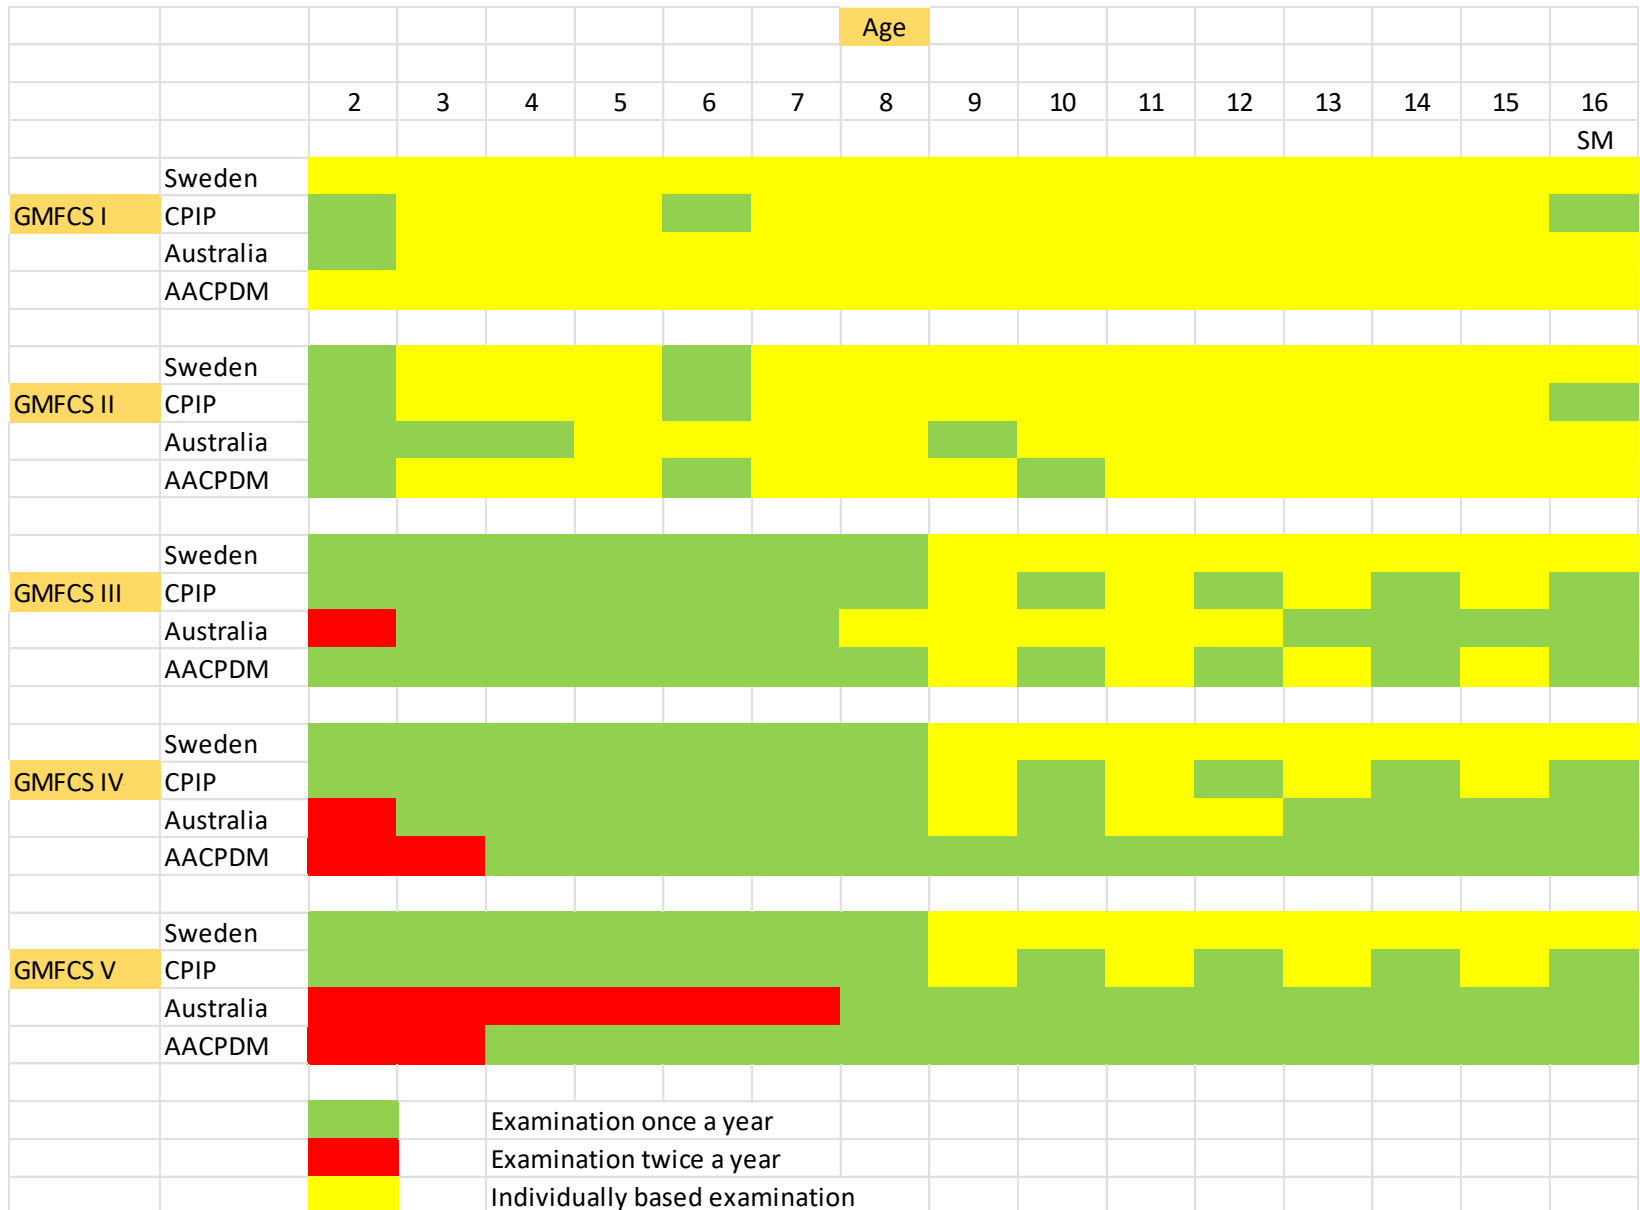 Age
2 3 4 5 6 7 8 9 10 11 12 13 14 15 16
SM
Sweden
GMFCS I CPIP
Australia
AACPDM
Sweden
GMFCS II CPIP
Australia
AACPDM
Sweden
GMFCS III CPIP
Australia
AACPDM
Sweden
GMFCS IV CPIP
Australia
AACPDM
Sweden
GMFCS V CPIP
Australia
AACPDM
Examination once a year
Examination twice a year
Individually based examination